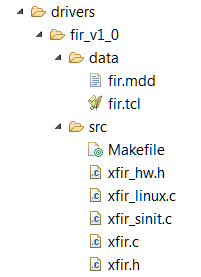 drivers
fir_v1_0
data
fir.mdd
fir.tcl
src
Makefile
xfir_hw.h
xfir_linux.c
xfir_sinit.c
xfir.c
xfir.h